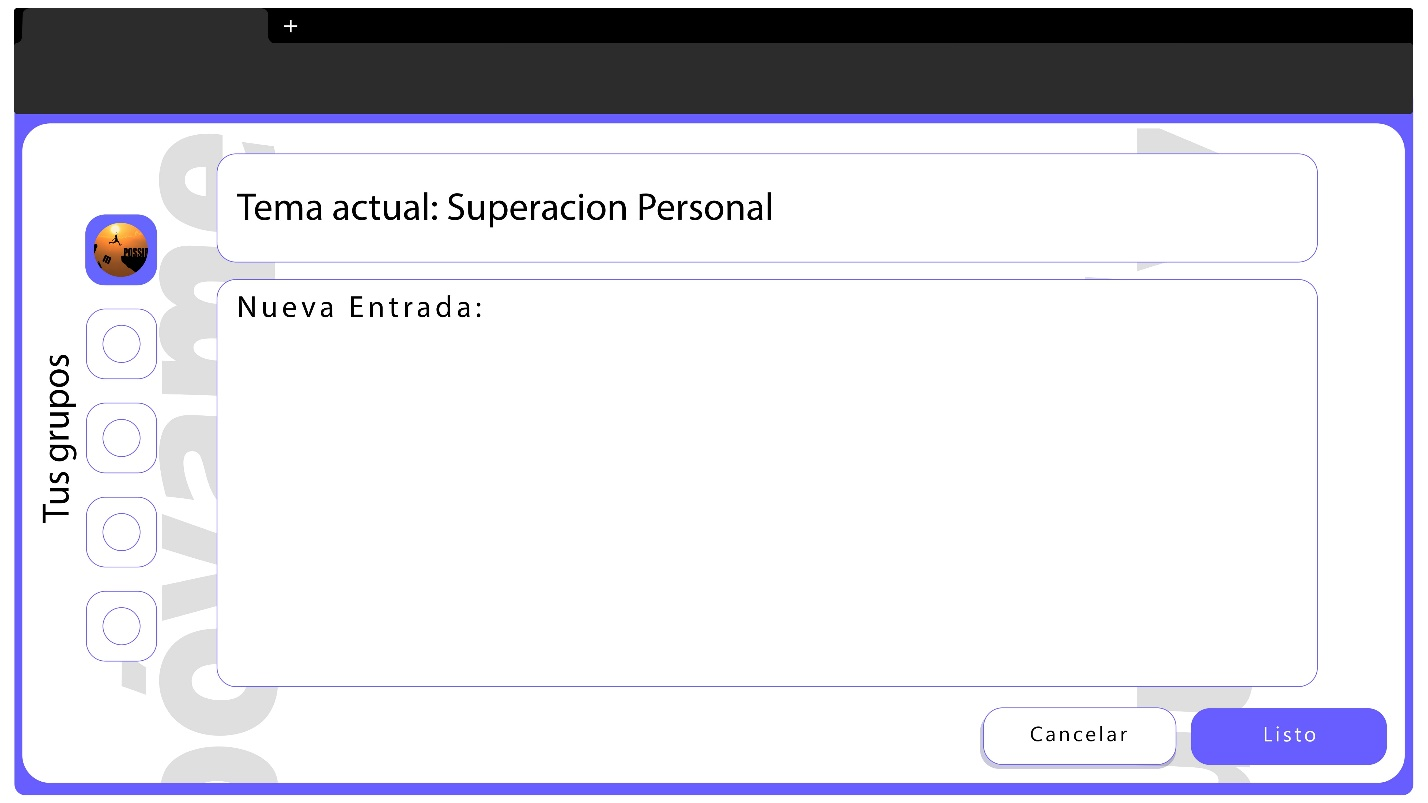 +
Tema actual: Superacion Personal
Nueva Entrada:
Tus grupos
Cancelar
Listo